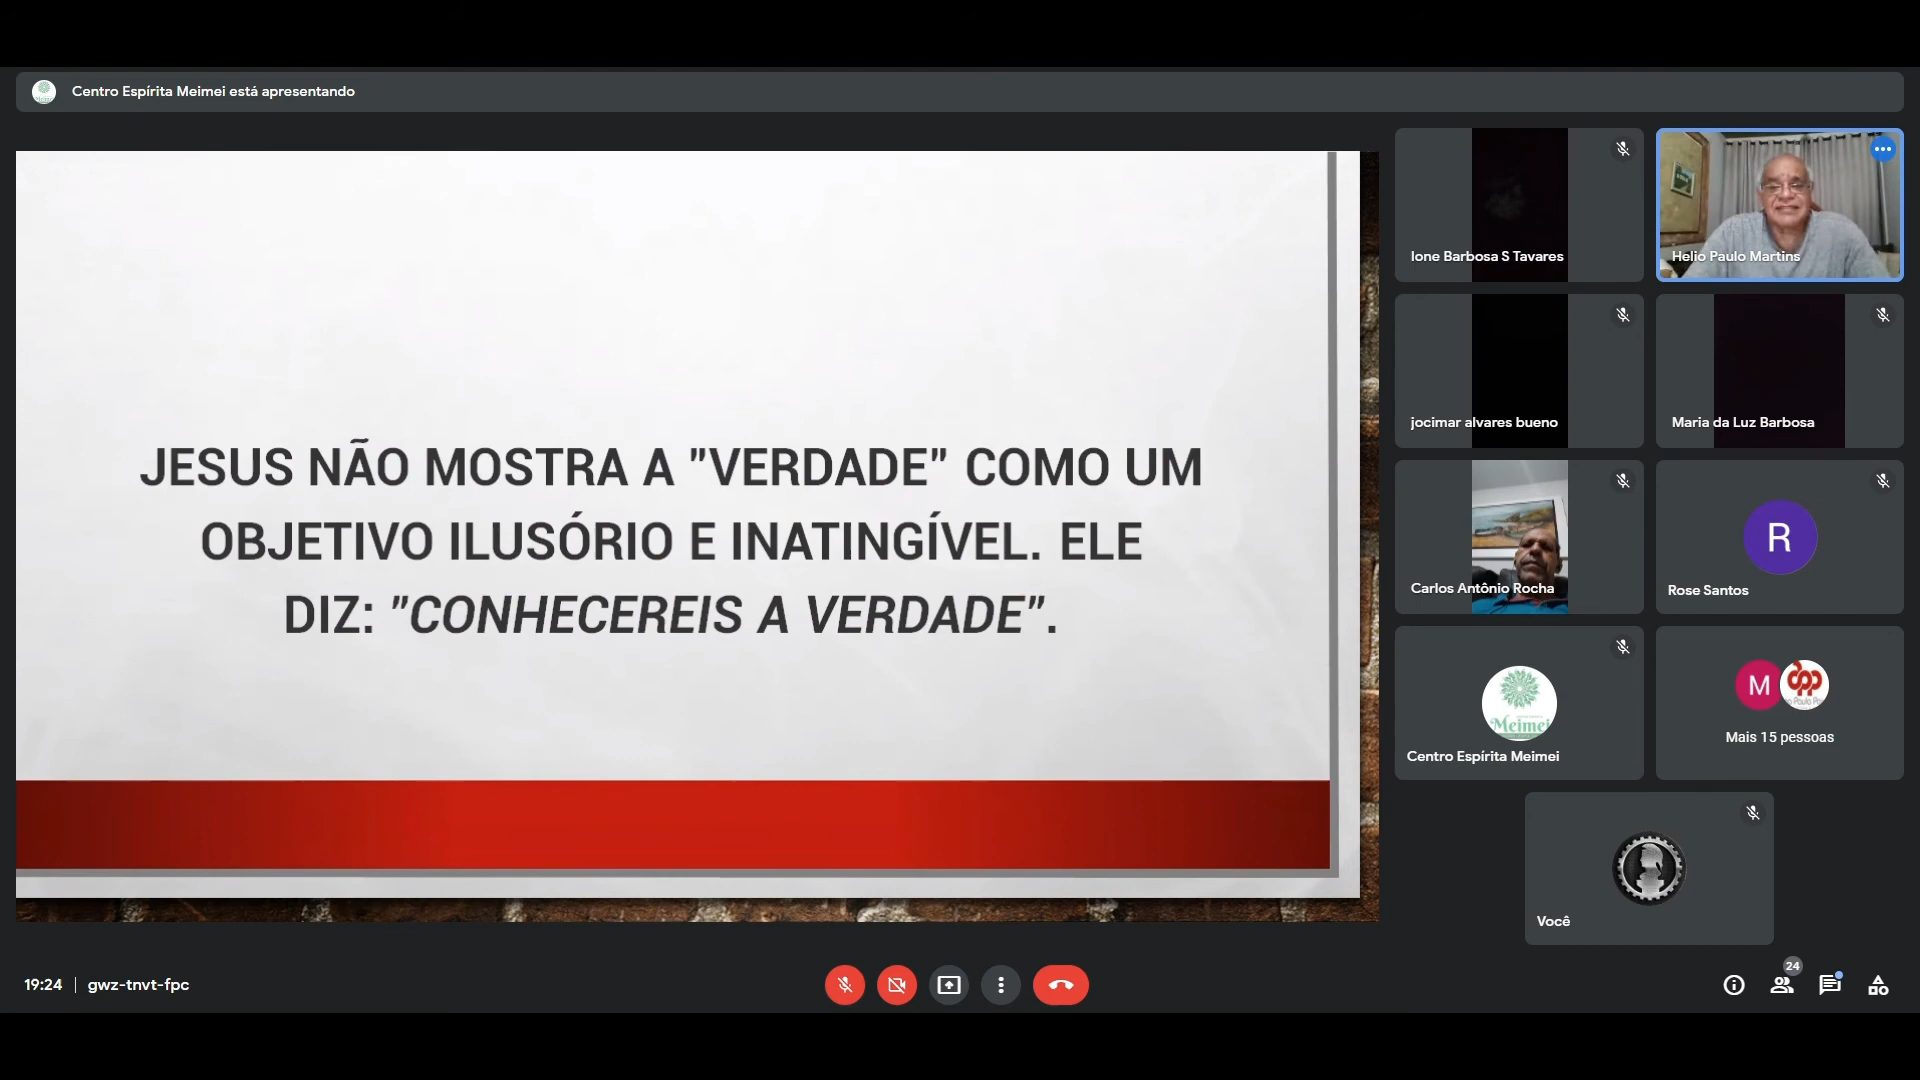 Centro Espírita Meimei está apresentando
JESUS NÃO MOSTRA A "VERDADE" COMO UM
OBJETIVO ILUSÓRIO E INATINGÍVEL. ELE
DIZ: "CONHECEREIS A VERDADE".
Ione Barbosa S Tavares
Helio Paulo Martins
jocimar alvares bueno
Maria da Luz Barbosa
Carlos Antônio Rocha
R
Rose Santos
Meimei
Centro Espírita Meimei
M
Mais 15 pessoas
Você
19:24 | gwz-tnvt-fpc
24